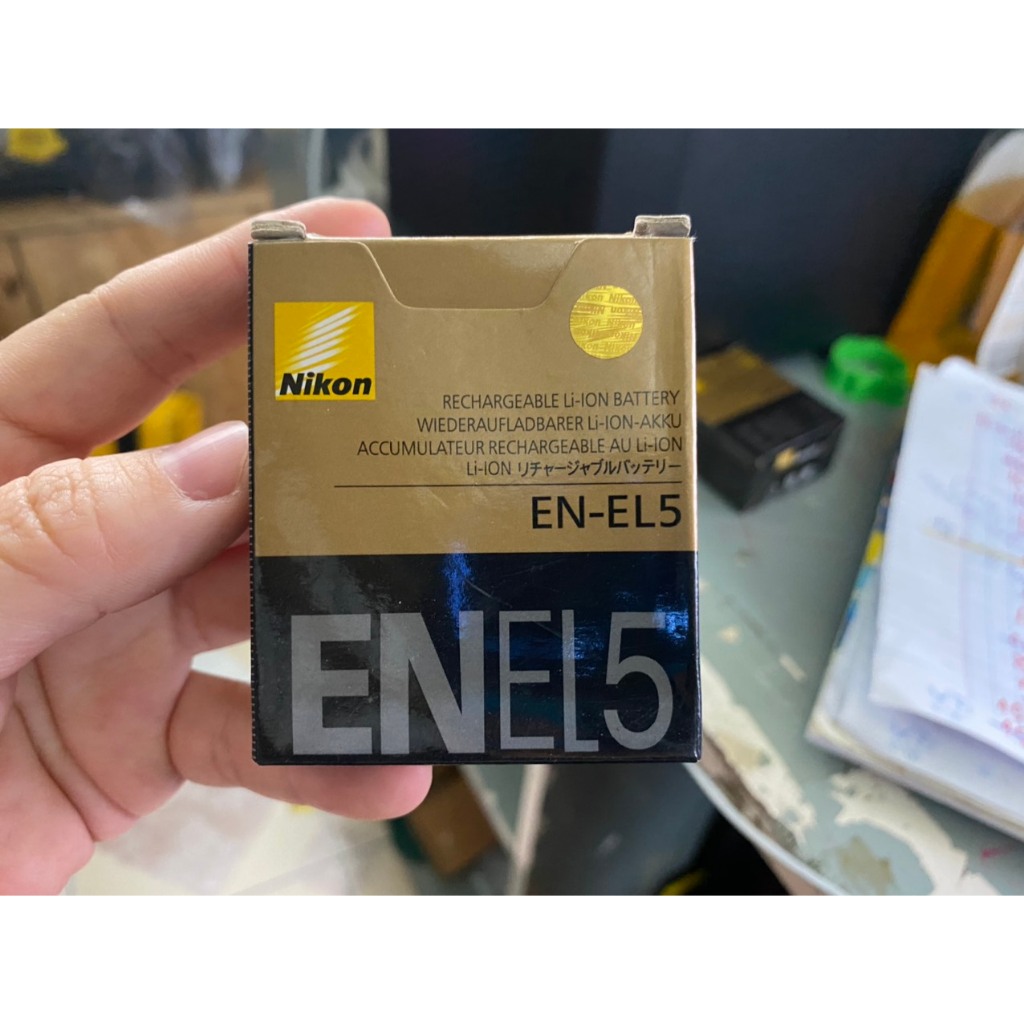 Nikon
RECHARGEABLE Li-ION BATTERY
WIEDERAUFLADBARER Li-ION-AKKU
ACCUMULATEUR RECHARGEABLE AU Li-ION
Li-ION リチャージャブルバッテリー
EN-EL5
ENEL5